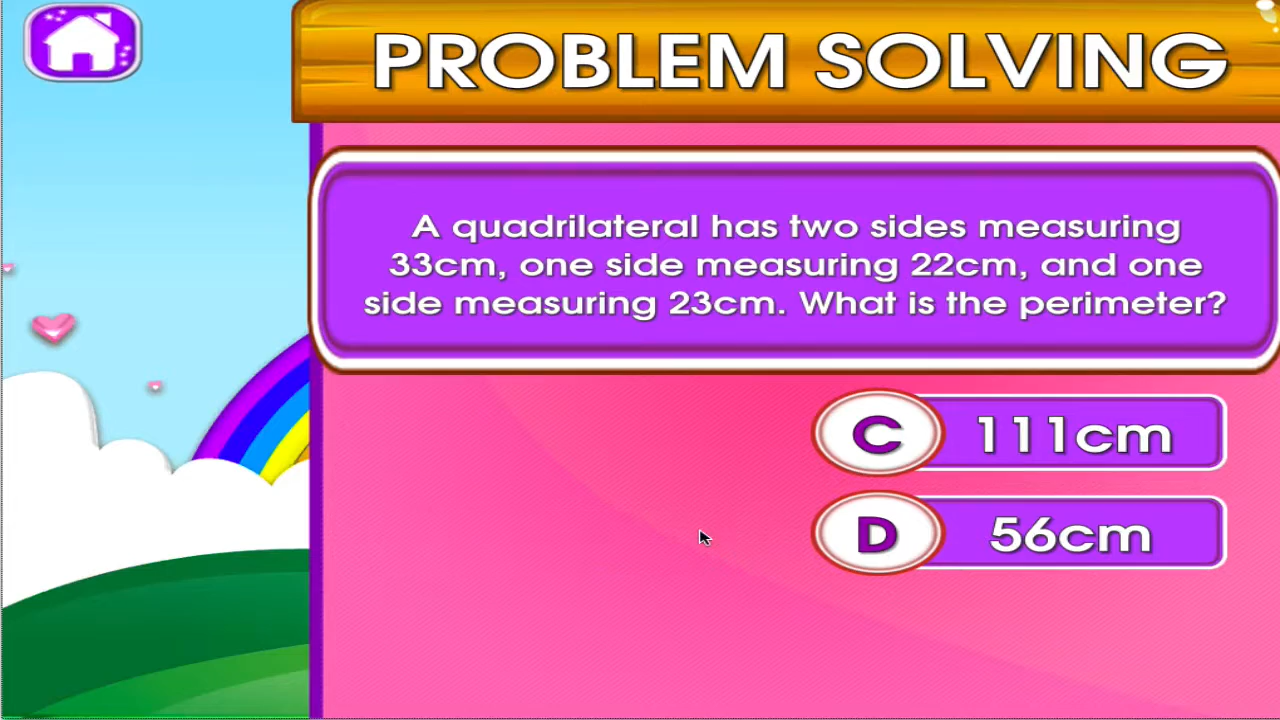 PROBLEM SOLVING
A quadrilateral has two sides measuring
33cm, one side measuring 22cm, and one
side measuring 23cm. What is the perimeter?
C 111cm
D 56cm